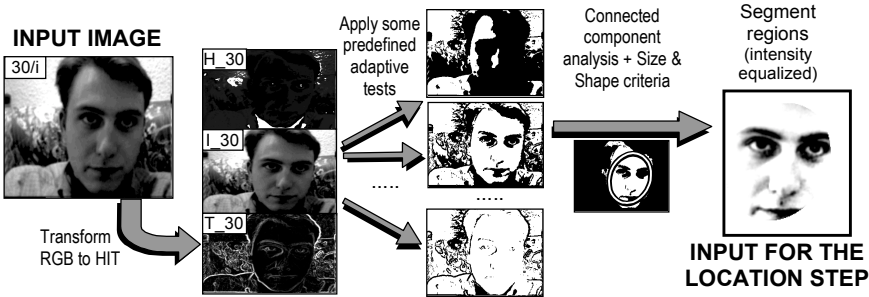 INPUT IMAGE
30/i
Transform
RGB to HIT
H_30
I_30
T_30
Apply some
predefined
adaptive
tests
.....
.....
Connected
component
analysis + Size &
Shape criteria
Segment
regions
(intensity
equalized)
INPUT FOR THE
LOCATION STEP